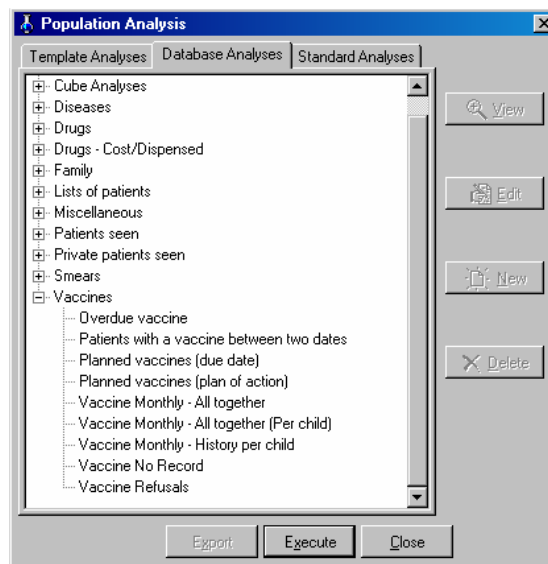 Population Analysis
Template Analyses Database Analyses Standard Analyses
Cube Analyses
Diseases
Drugs
Drugs - Cost/Dispensed
Family
Lists of patients
Miscellaneous
Patients seen
Private patients seen
Smears
Vaccines
Overdue vaccine
Patients with a vaccine between two dates
Planned vaccines (due date)
Planned vaccines (plan of action)
Vaccine Monthly - All together
Vaccine Monthly - All together (Per child)
Vaccine Monthly - History per child
Vaccine No Record
Vaccine Refusals
View
Edit
New
Delete
Export Execute Close